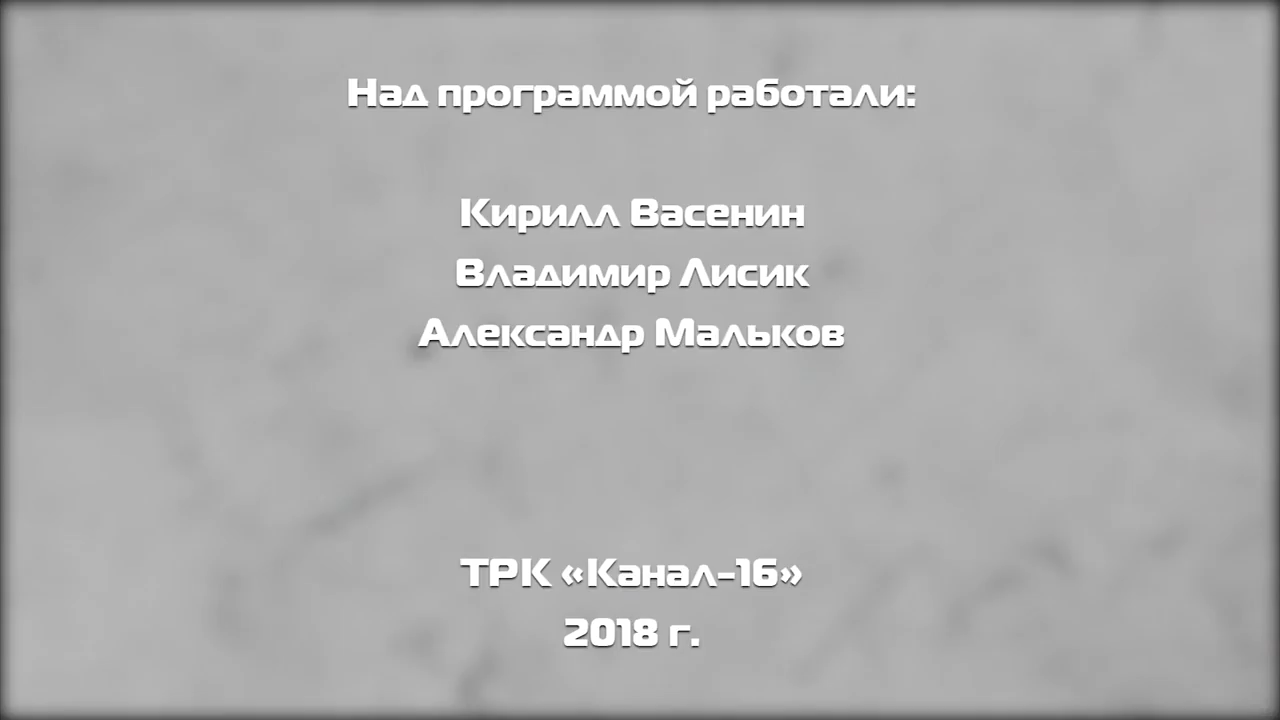 Над программой работали:
Кирилл Васенин
Владимир Лисик
Александр Мальков
ТРК «Канал-16»
2018 г.